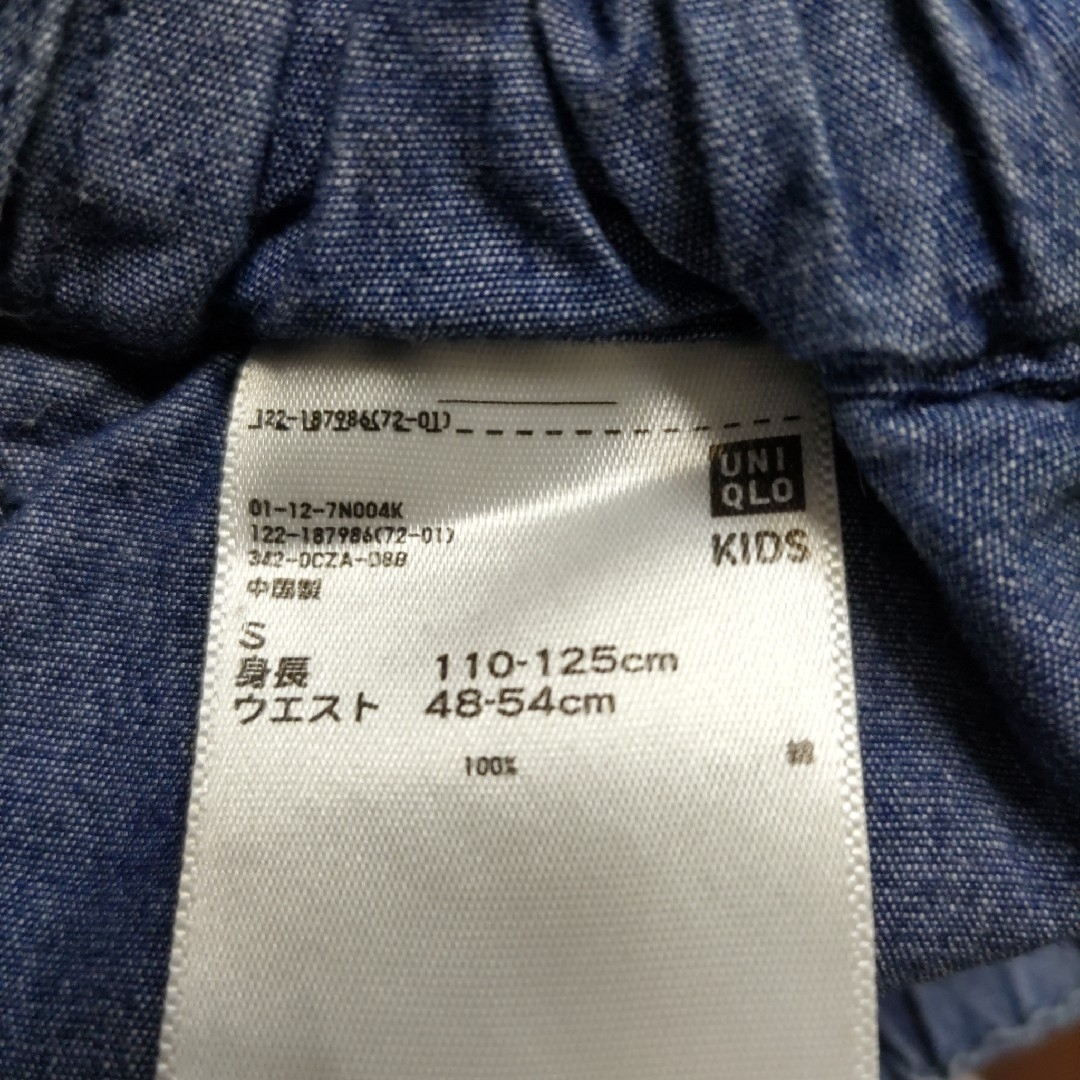 122-187986(72-01)
UNI
QLO
KIDS
01-12-7N004K
122-187986(72-01)
342-0CZA-08B
中国製
S
身長 110-125cm
ウエスト 48-54cm
100% 綿